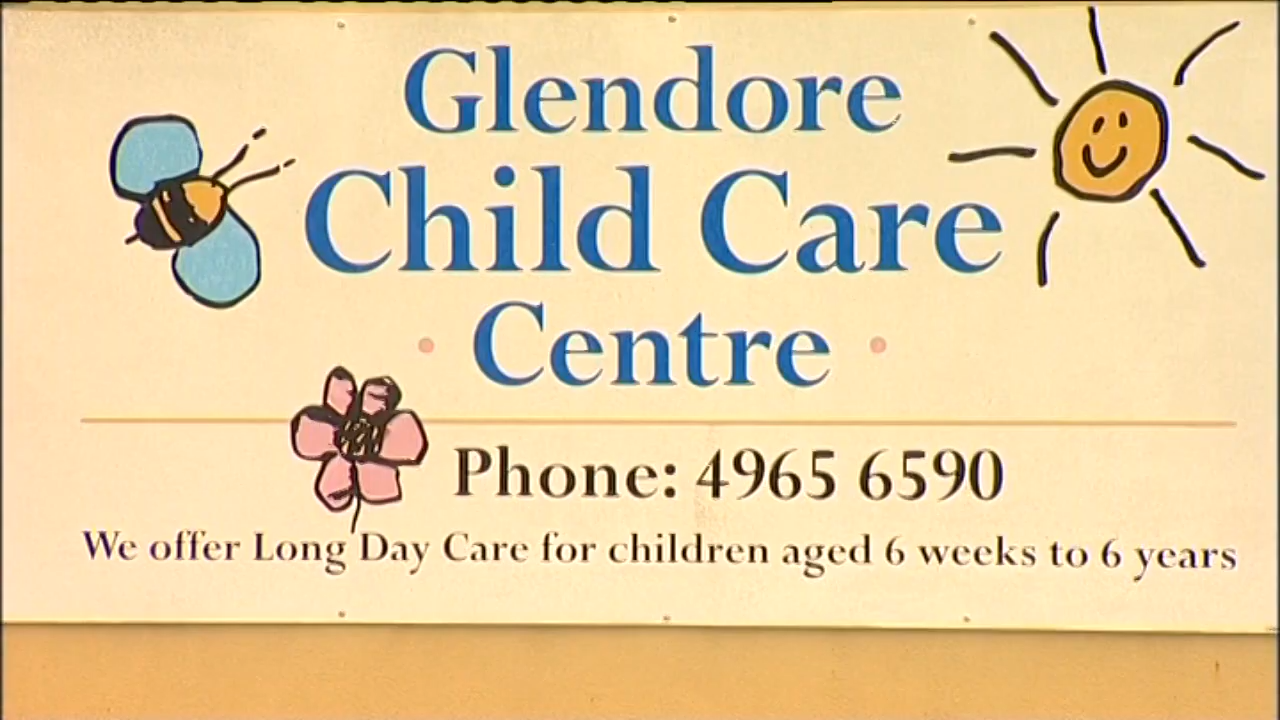 Glendore
Child Care
Centre
Phone: 4965 6590
We offer Long Day Care for children aged 6 weeks to 6 years